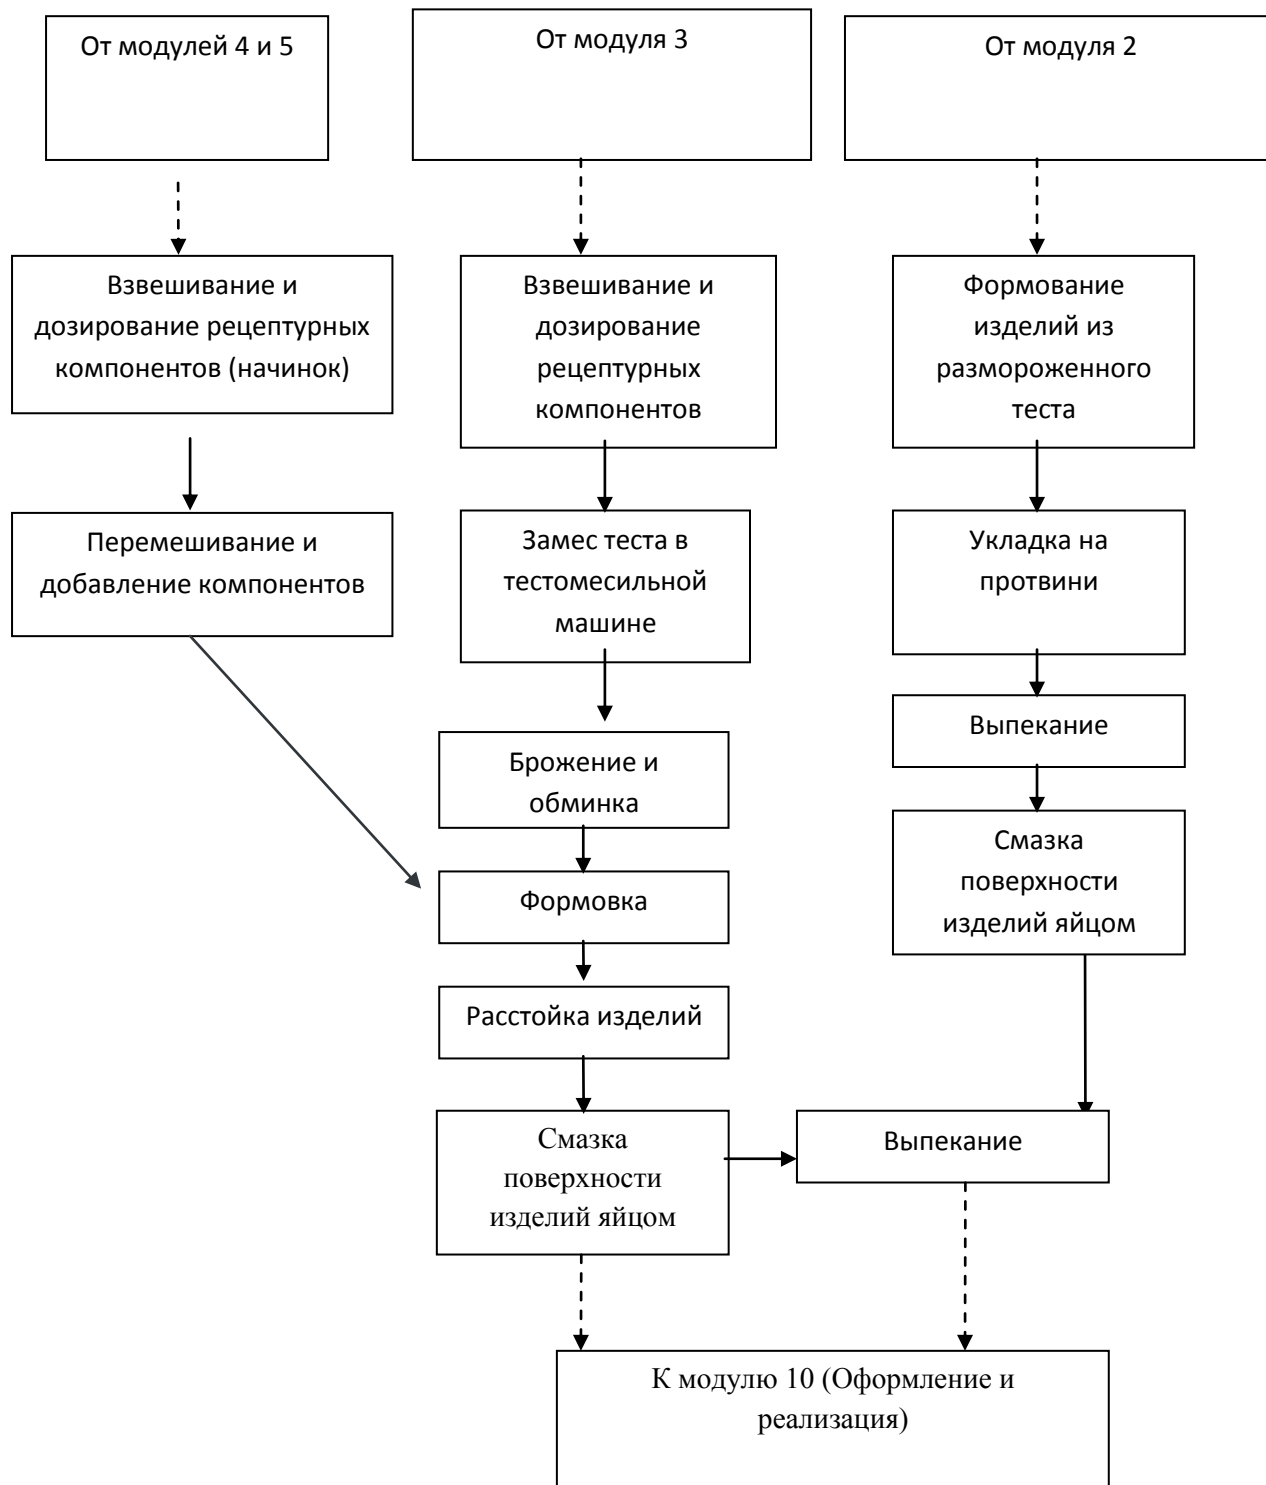 От модулей 4 и 5
От модуля 3
От модуля 2
Взвешивание и
дозирование рецептурных
компонентов (начинок)
Взвешивание и
дозирование
рецептурных
компонентов
Формование
изделий из
размороженного
теста
Перемешивание и
добавление компонентов
Замес теста в
тестомесильной
машине
Укладка на
протвини
Выпекание
Брожение и
обминка
Смазка
поверхности
изделий яйцом
Формовка
Расстойка изделий
Смазка
поверхности
изделий яйцом
Выпекание
К модулю 10 (Оформление и
реализация)